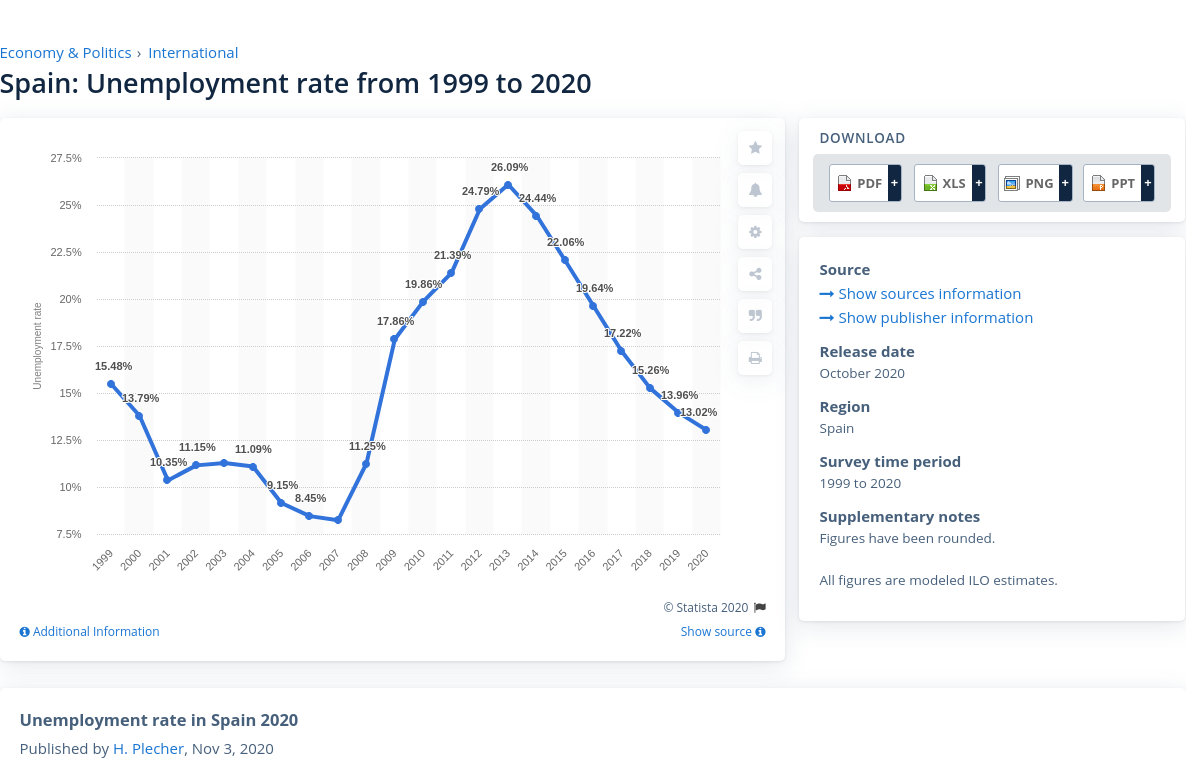 Economy & Politics › International
Spain: Unemployment rate from 1999 to 2020
27.5%
25%
22.5%
20%
17.5%
15%
12.5%
10%
7.5%
Unemployment rate
15.48%
13.79%
10.35%
11.15%
11.09%
9.15%
8.45%
11.25%
17.86%
19.86%
21.39%
24.79%
26.09%
24.44%
22.06%
19.64%
17.22%
15.26%
13.96%
13.02%
1999
2000
2001
2002
2003
2004
2005
2006
2007
2008
2009
2010
2011
2012
2013
2014
2015
2016
2017
2018
2019
2020
© Statista 2020
Additional Information
Show source
DOWNLOAD
PDF +
XLS +
PNG +
PPT +
Source
Show sources information
Show publisher information
Release date
October 2020
Region
Spain
Survey time period
1999 to 2020
Supplementary notes
Figures have been rounded.
All figures are modeled ILO estimates.
Unemployment rate in Spain 2020
Published by H. Plecher, Nov 3, 2020